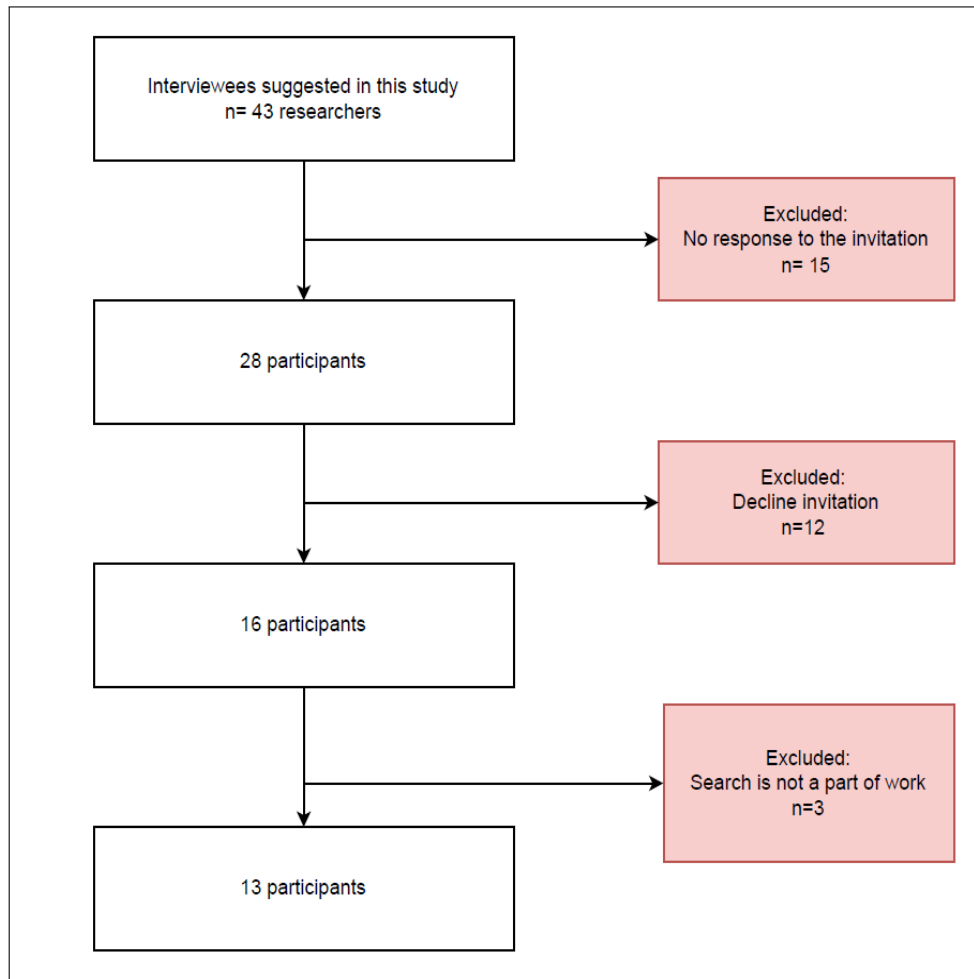 Interviewees suggested in this study
n= 43 researchers
Excluded:
No response to the invitation
n= 15
28 participants
Excluded:
Decline invitation
n=12
16 participants
Excluded:
Search is not a part of work
n=3
13 participants